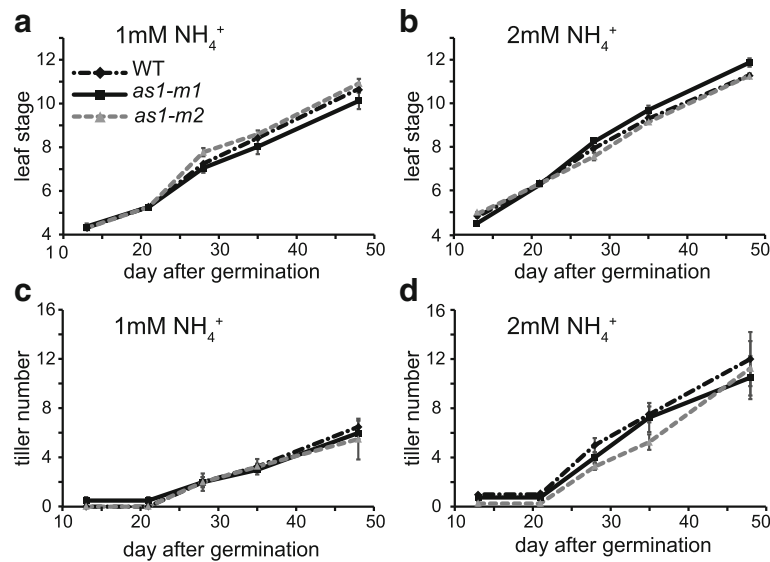 a
1mM NH₄⁺
12
10
8
6
4
leaf stage
WT
as1-m1
as1-m2
10
20
30
40
50
day after germination
b
2mM NH₄⁺
12
10
8
6
4
leaf stage
10
20
30
40
50
day after germination
c
1mM NH₄⁺
16
12
8
4
0
tiller number
10
20
30
40
50
day after germination
d
2mM NH₄⁺
16
12
8
4
0
tiller number
10
20
30
40
50
day after germination